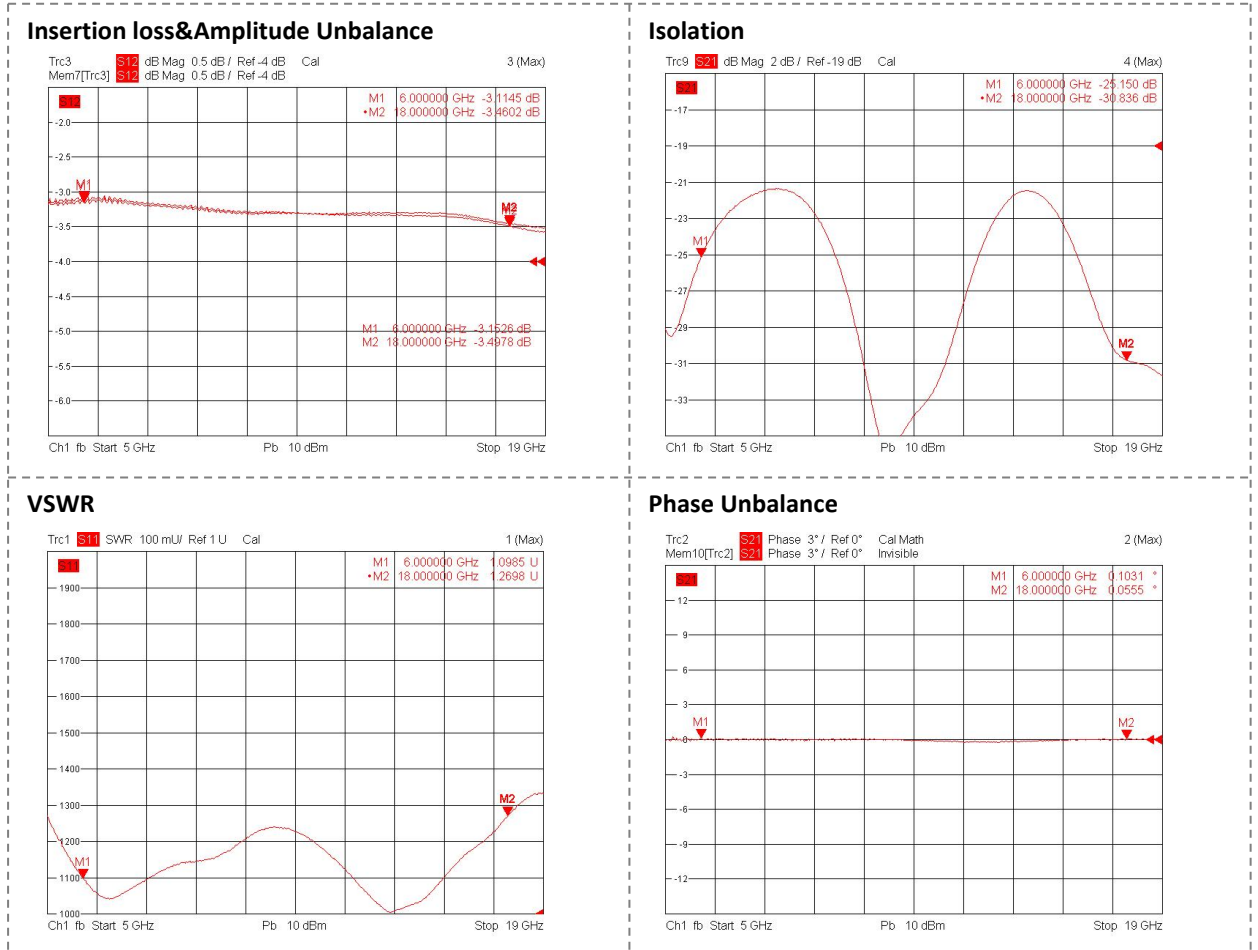 Insertion loss&Amplitude Unbalance
Trc3 S12 dB Mag 0.5 dB / Ref -4 dB Cal 3 (Max)
Mem7[Trc3] S12 dB Mag 0.5 dB / Ref -4 dB
S12
M1 6.000000 GHz -3.1145 dB
•M2 18.000000 GHz -3.4602 dB
-2.0
-2.5
-3.0
M1
M2
-3.5
-4.0
-4.5
-5.0
M1 6.000000 GHz -3.1526 dB
M2 18.000000 GHz -3.4978 dB
-5.5
-6.0
Ch1 fb Start 5 GHz Pb 10 dBm Stop 19 GHz
Isolation
Trc9 S21 dB Mag 2 dB / Ref -19 dB Cal 4 (Max)
S21
M1 6.000000 GHz -25.150 dB
•M2 18.000000 GHz -30.836 dB
-17
-19
-21
-23
M1
-25
-27
-29
M2
-31
-33
Ch1 fb Start 5 GHz Pb 10 dBm Stop 19 GHz
VSWR
Trc1 S11 SWR 100 mU/ Ref 1 U Cal 1 (Max)
S11
M1 6.000000 GHz 1.0985 U
•M2 18.000000 GHz 1.2698 U
1900
1800
1700
1600
1500
1400
1300
M2
1200
M1
1100
1000
Ch1 fb Start 5 GHz Pb 10 dBm Stop 19 GHz
Phase Unbalance
Trc2 S21 Phase 3° / Ref 0° Cal Math 2 (Max)
Mem10[Trc2] S21 Phase 3° / Ref 0° Invisible
S21
M1 6.000000 GHz 0.1031 °
M2 18.000000 GHz 0.0555 °
12
9
6
3
M1
M2
0
-3
-6
-9
-12
Ch1 fb Start 5 GHz Pb 10 dBm Stop 19 GHz